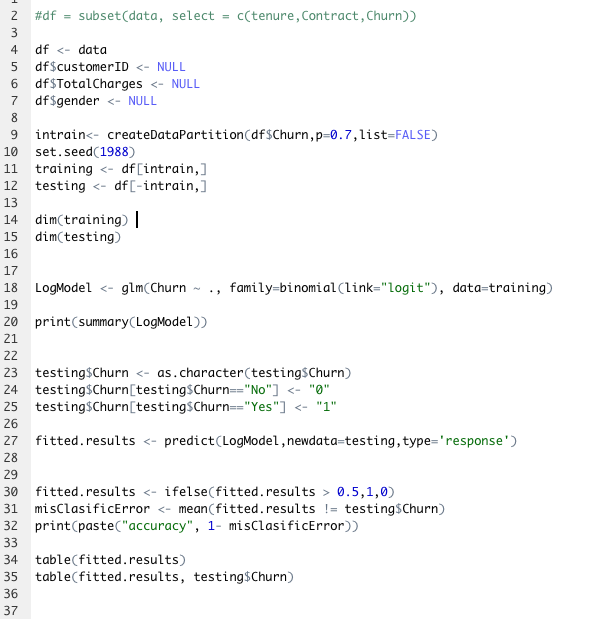 2 #df = subset(data, select = c(tenure,Contract,Churn))
3
4 df <- data
5 df$customerID <- NULL
6 df$TotalCharges <- NULL
7 df$gender <- NULL
8
9 intrain<- createDataPartition(df$Churn,p=0.7,list=FALSE)
10 set.seed(1988)
11 training <- df[intrain,]
12 testing <- df[-intrain,]
13
14 dim(training)
15 dim(testing)
16
17
18 LogModel <- glm(Churn ~ ., family=binomial(link="logit"), data=training)
19
20 print(summary(LogModel))
21
22
23 testing$Churn <- as.character(testing$Churn)
24 testing$Churn[testing$Churn=="No"] <- "0"
25 testing$Churn[testing$Churn=="Yes"] <- "1"
26
27 fitted.results <- predict(LogModel,newdata=testing,type='response')
28
29
30 fitted.results <- ifelse(fitted.results > 0.5,1,0)
31 misClasificError <- mean(fitted.results != testing$Churn)
32 print(paste("accuracy", 1- misClasificError))
33
34 table(fitted.results)
35 table(fitted.results, testing$Churn)
36
37